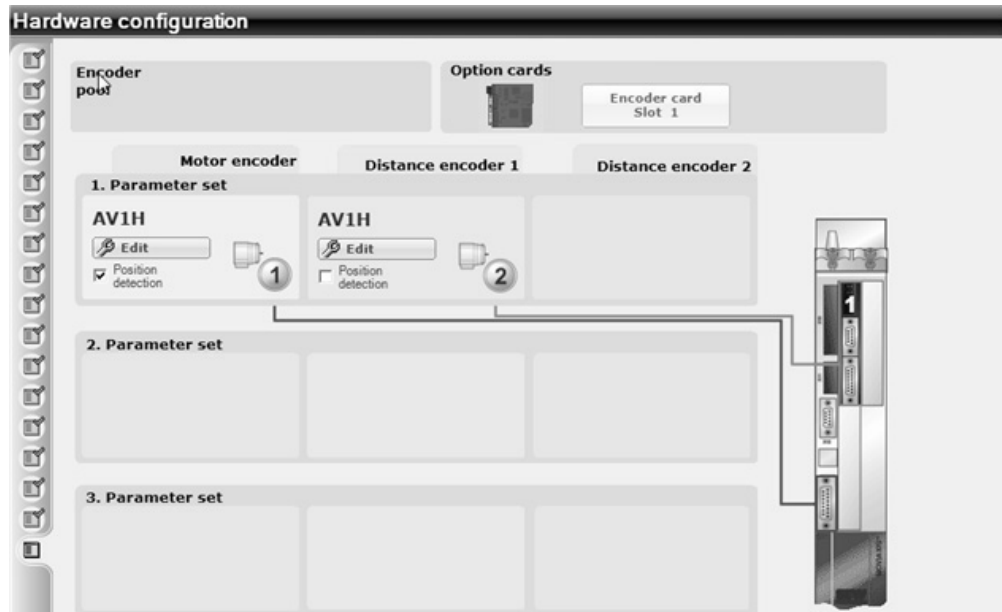 Hardware configuration
Encoder
pool
Option cards
Encoder card
Slot 1
Motor encoder
Distance encoder 1
Distance encoder 2
1. Parameter set
AV1H
Edit
Position
detection
1
AV1H
Edit
Position
detection
2
1
2. Parameter set
3. Parameter set